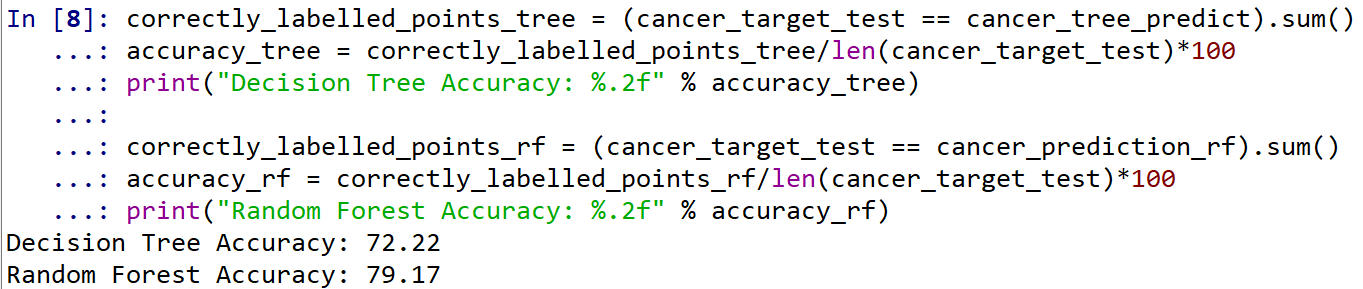 In [8]: correctly_labelled_points_tree = (cancer_target_test == cancer_tree_predict).sum()
...: accuracy_tree = correctly_labelled_points_tree/len(cancer_target_test)*100
...: print("Decision Tree Accuracy: %.2f" % accuracy_tree)
...:
...: correctly_labelled_points_rf = (cancer_target_test == cancer_prediction_rf).sum()
...: accuracy_rf = correctly_labelled_points_rf/len(cancer_target_test)*100
...: print("Random Forest Accuracy: %.2f" % accuracy_rf)
Decision Tree Accuracy: 72.22
Random Forest Accuracy: 79.17